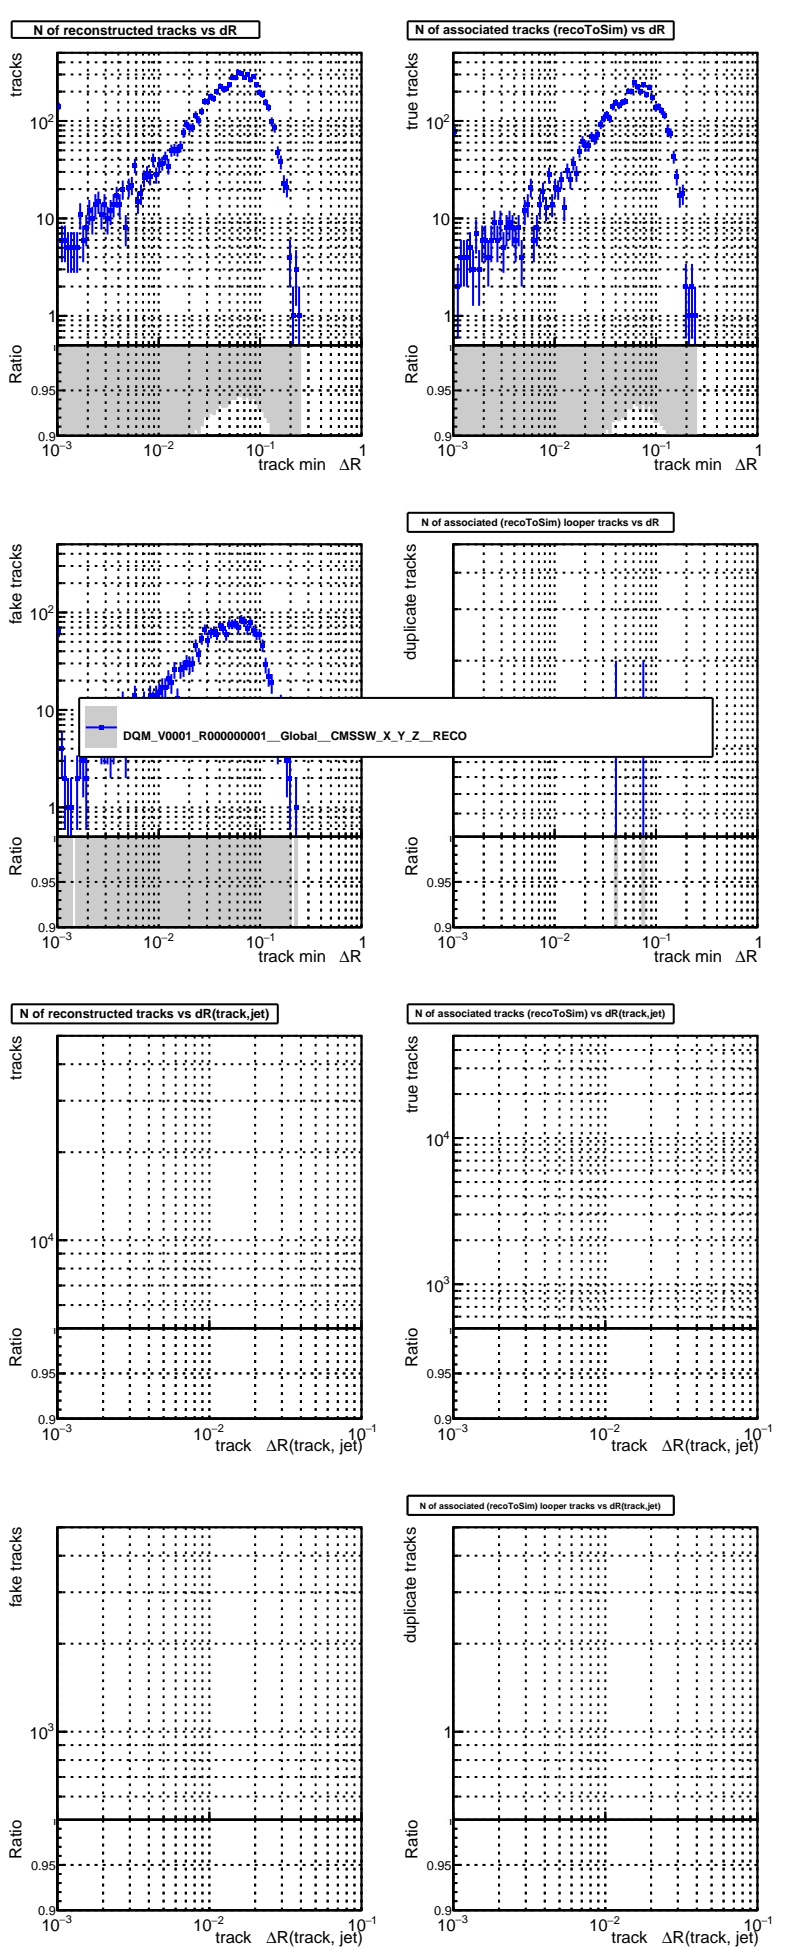 N of reconstructed tracks vs dR
tracks
10²
10
1
Ratio
1
0.95
0.9
10⁻³ 10⁻² 10⁻¹ 1
track min ΔR
N of associated tracks (recoToSim) vs dR
true tracks
10²
10
1
Ratio
1
0.95
0.9
10⁻³ 10⁻² 10⁻¹ 1
track min ΔR
fake tracks
10²
10
1
Ratio
0.95
0.9
10⁻³ 10⁻² 10⁻¹ 1
track min ΔR
N of associated (recoToSim) looper tracks vs dR
duplicate tracks
Ratio
0.95
0.9
10⁻³ 10⁻² 10⁻¹ 1
track min ΔR
DQM_V0001_R000000001__Global__CMSSW_X_Y_Z__RECO
N of reconstructed tracks vs dR(track,jet)
tracks
10⁴
Ratio
0.95
0.9
10⁻³ 10⁻² 10⁻¹
track ΔR(track, jet)
N of associated tracks (recoToSim) vs dR(track,jet)
true tracks
10⁴
10³
Ratio
0.95
0.9
10⁻³ 10⁻² 10⁻¹
track ΔR(track, jet)
fake tracks
10³
Ratio
0.95
0.9
10⁻³ 10⁻² 10⁻¹
track ΔR(track, jet)
N of associated (recoToSim) looper tracks vs dR(track,jet)
duplicate tracks
1
Ratio
0.95
0.9
10⁻³ 10⁻² 10⁻¹
track ΔR(track, jet)